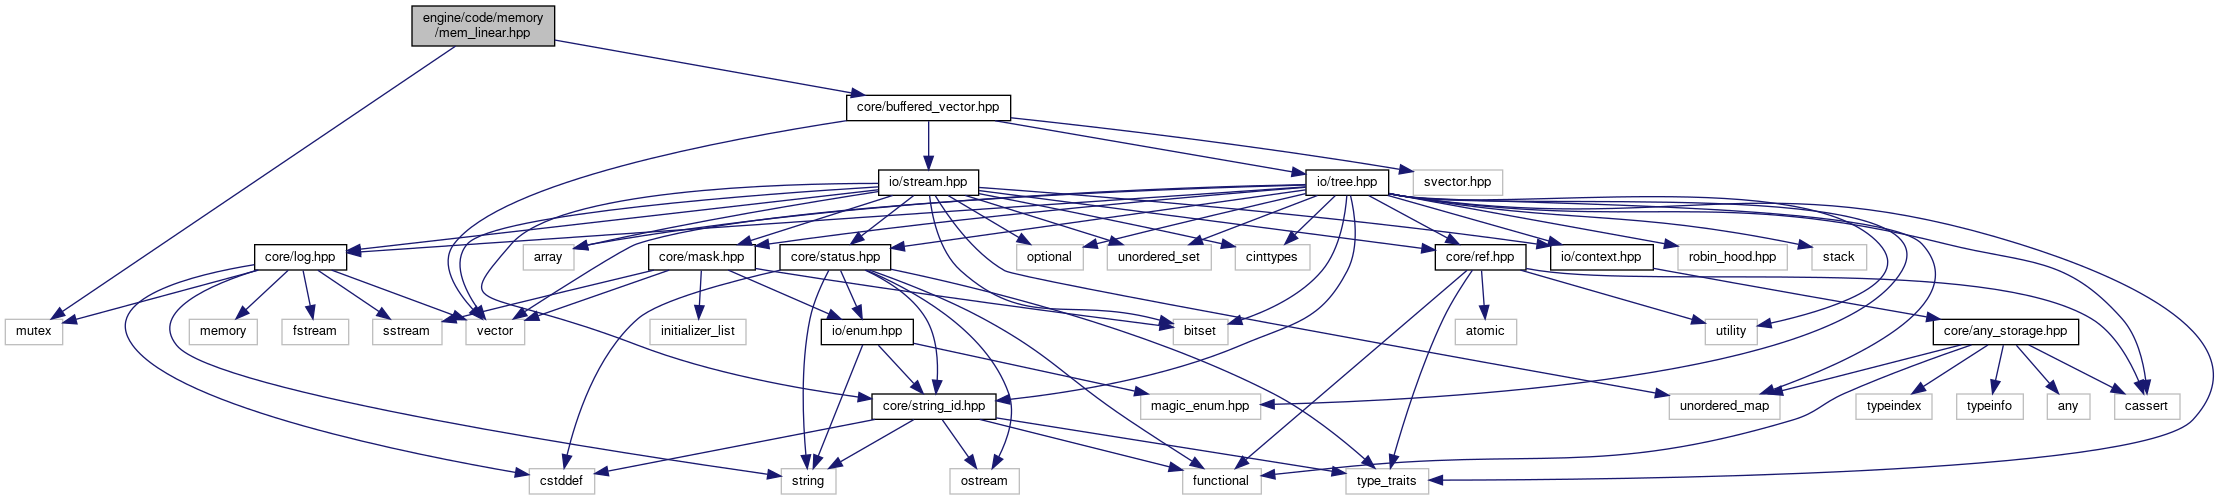 engine/code/memory
/mem_linear.hpp
core/buffered_vector.hpp
io/stream.hpp
io/tree.hpp
svector.hpp
core/log.hpp
array
core/mask.hpp
core/status.hpp
optional
unordered_set
cinttypes
core/ref.hpp
io/context.hpp
robin_hood.hpp
stack
mutex
memory
fstream
sstream
vector
initializer_list
io/enum.hpp
bitset
atomic
utility
core/any_storage.hpp
core/string_id.hpp
magic_enum.hpp
unordered_map
typeindex
typeinfo
any
cassert
cstddef
string
ostream
functional
type_traits